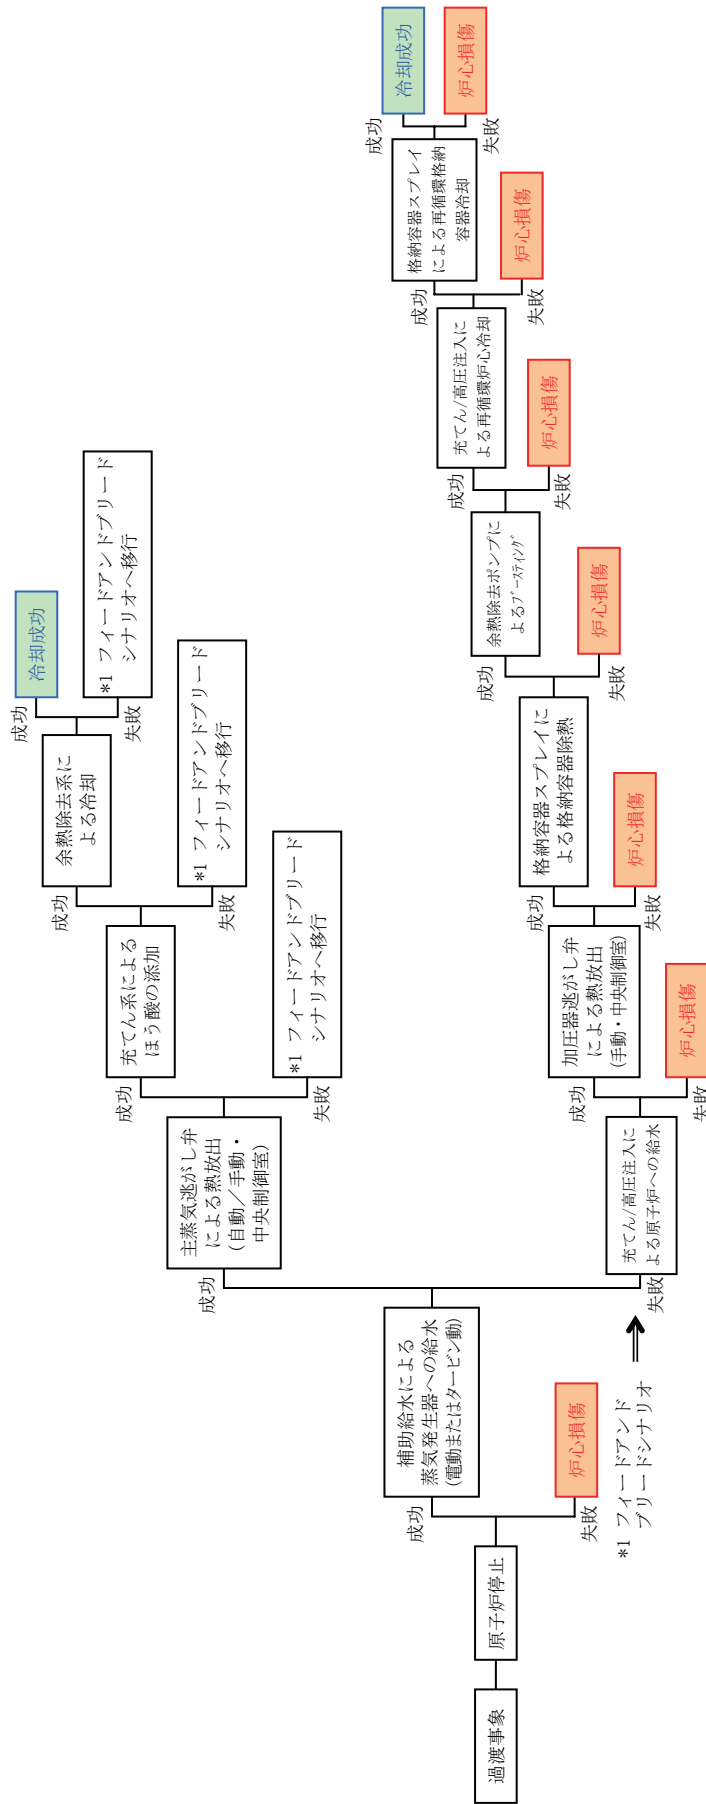 過渡事象
原子炉停止
成功
失敗
炉心損傷
補助給水による
蒸気発生器への給水
(電動またはタービン動)
成功
失敗
主蒸気逃がし弁
による熱放出
(自動／手動・
中央制御室)
成功
失敗
*1 フィードアンドブリード
シナリオへ移行
充てん系による
ほう酸の添加
成功
失敗
*1 フィードアンドブリード
シナリオへ移行
余熱除去系に
よる冷却
成功
冷却成功
失敗
*1 フィードアンドブリード
シナリオへ移行
*1 フィードアンド
ブリードシナリオ
充てん/高圧注入に
よる原子炉への給水
成功
失敗
炉心損傷
加圧器逃がし弁
による熱放出
(手動・中央制御室)
成功
失敗
炉心損傷
格納容器スプレイに
よる格納容器除熱
成功
失敗
炉心損傷
余熱除去ポンプに
よるブースティング
成功
失敗
炉心損傷
充てん/高圧注入に
よる再循環炉心冷却
成功
失敗
炉心損傷
格納容器スプレイ
による再循環格納
容器冷却
成功
冷却成功
失敗
炉心損傷